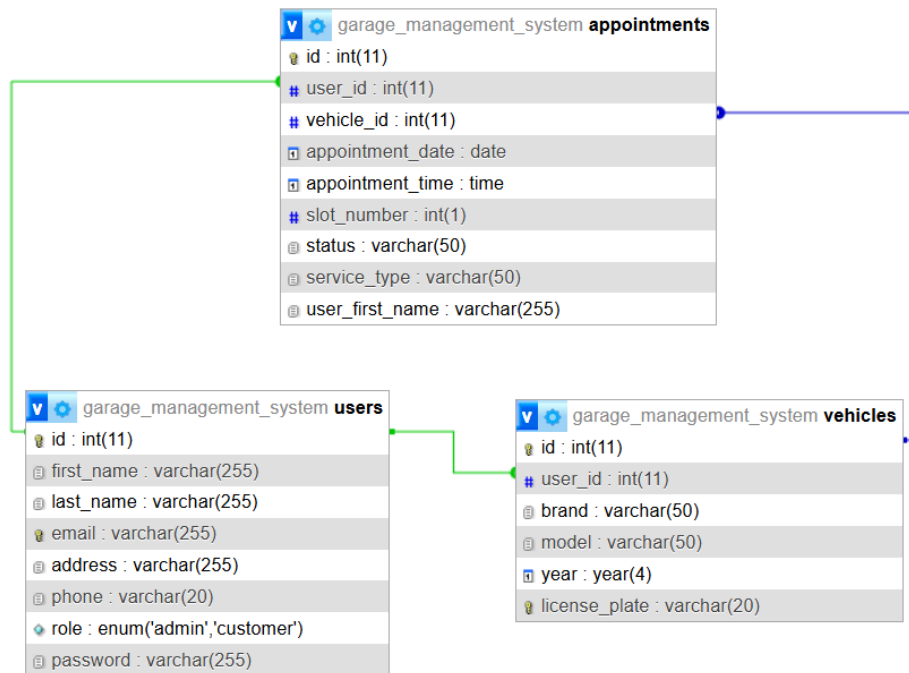 garage_management_system appointments
id : int(11)
user_id : int(11)
vehicle_id : int(11)
appointment_date : date
appointment_time : time
slot_number : int(1)
status : varchar(50)
service_type : varchar(50)
user_first_name : varchar(255)
garage_management_system users
id : int(11)
first_name : varchar(255)
last_name : varchar(255)
email : varchar(255)
address : varchar(255)
phone : varchar(20)
role : enum('admin','customer')
password : varchar(255)
garage_management_system vehicles
id : int(11)
user_id : int(11)
brand : varchar(50)
model : varchar(50)
year : year(4)
license_plate : varchar(20)